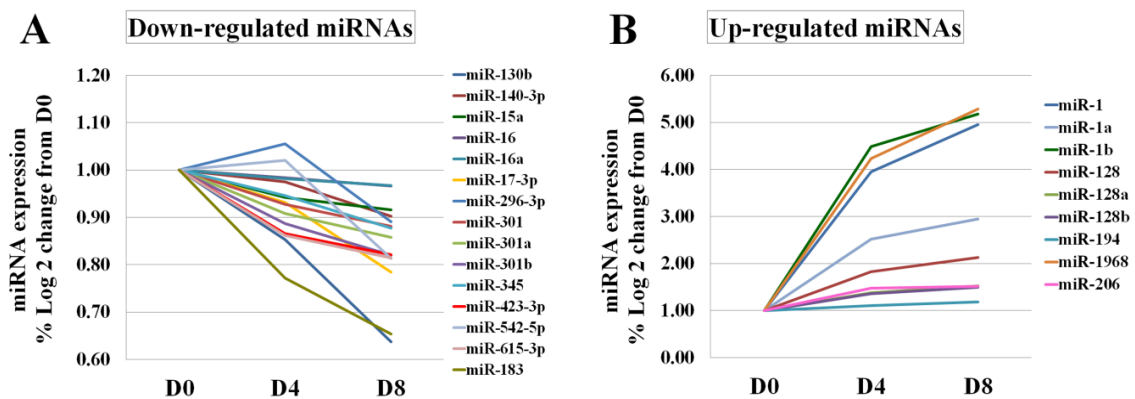 A
Down-regulated miRNAs
miRNA expression
% Log 2 change from D0
1.20
1.10
1.00
0.90
0.80
0.70
0.60
D0 D4 D8
miR-130b
miR-140-3p
miR-15a
miR-16
miR-16a
miR-17-3p
miR-296-3p
miR-301
miR-301a
miR-301b
miR-345
miR-423-3p
miR-542-5p
miR-615-3p
miR-183
B
Up-regulated miRNAs
miRNA expression
% Log 2 change from D0
6.00
5.00
4.00
3.00
2.00
1.00
0.00
D0 D4 D8
miR-1
miR-1a
miR-1b
miR-128
miR-128a
miR-128b
miR-194
miR-1968
miR-206